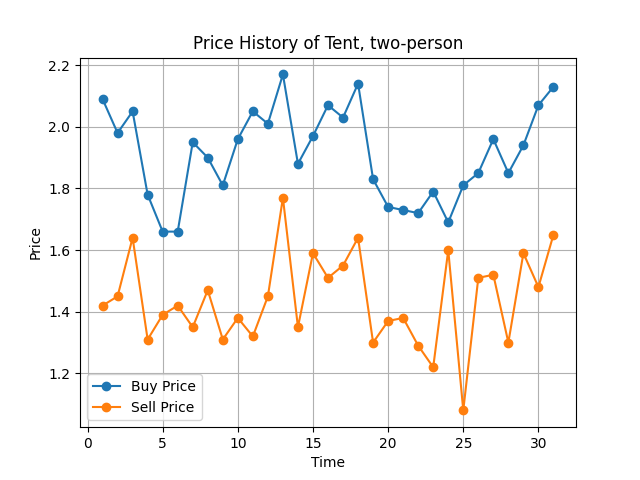 Price History of Tent, two-person
2.2
2.0
1.8
1.6
1.4
1.2
Price
Buy Price
Sell Price
0 5 10 15 20 25 30
Time